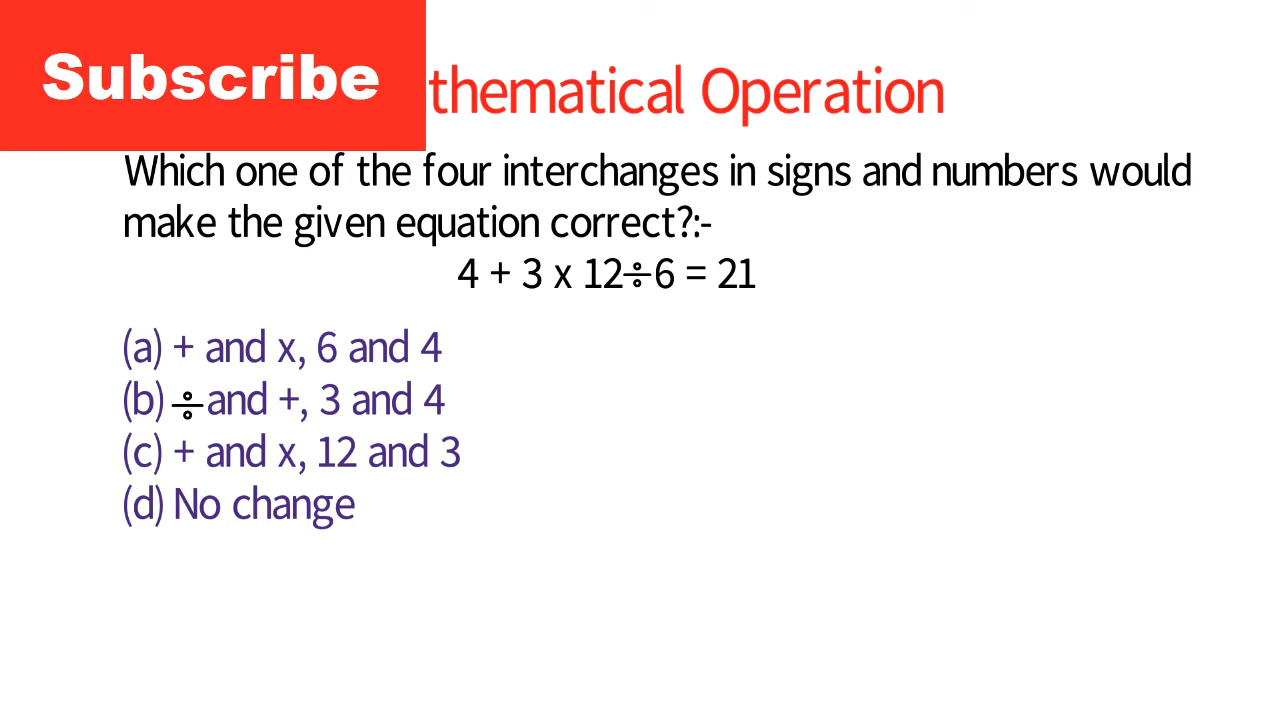 Subscribe
thematical Operation
Which one of the four interchanges in signs and numbers would
make the given equation correct?:-
4 + 3 x 12÷6 = 21
(a) + and x, 6 and 4
(b) ÷ and +, 3 and 4
(c) + and x, 12 and 3
(d) No change